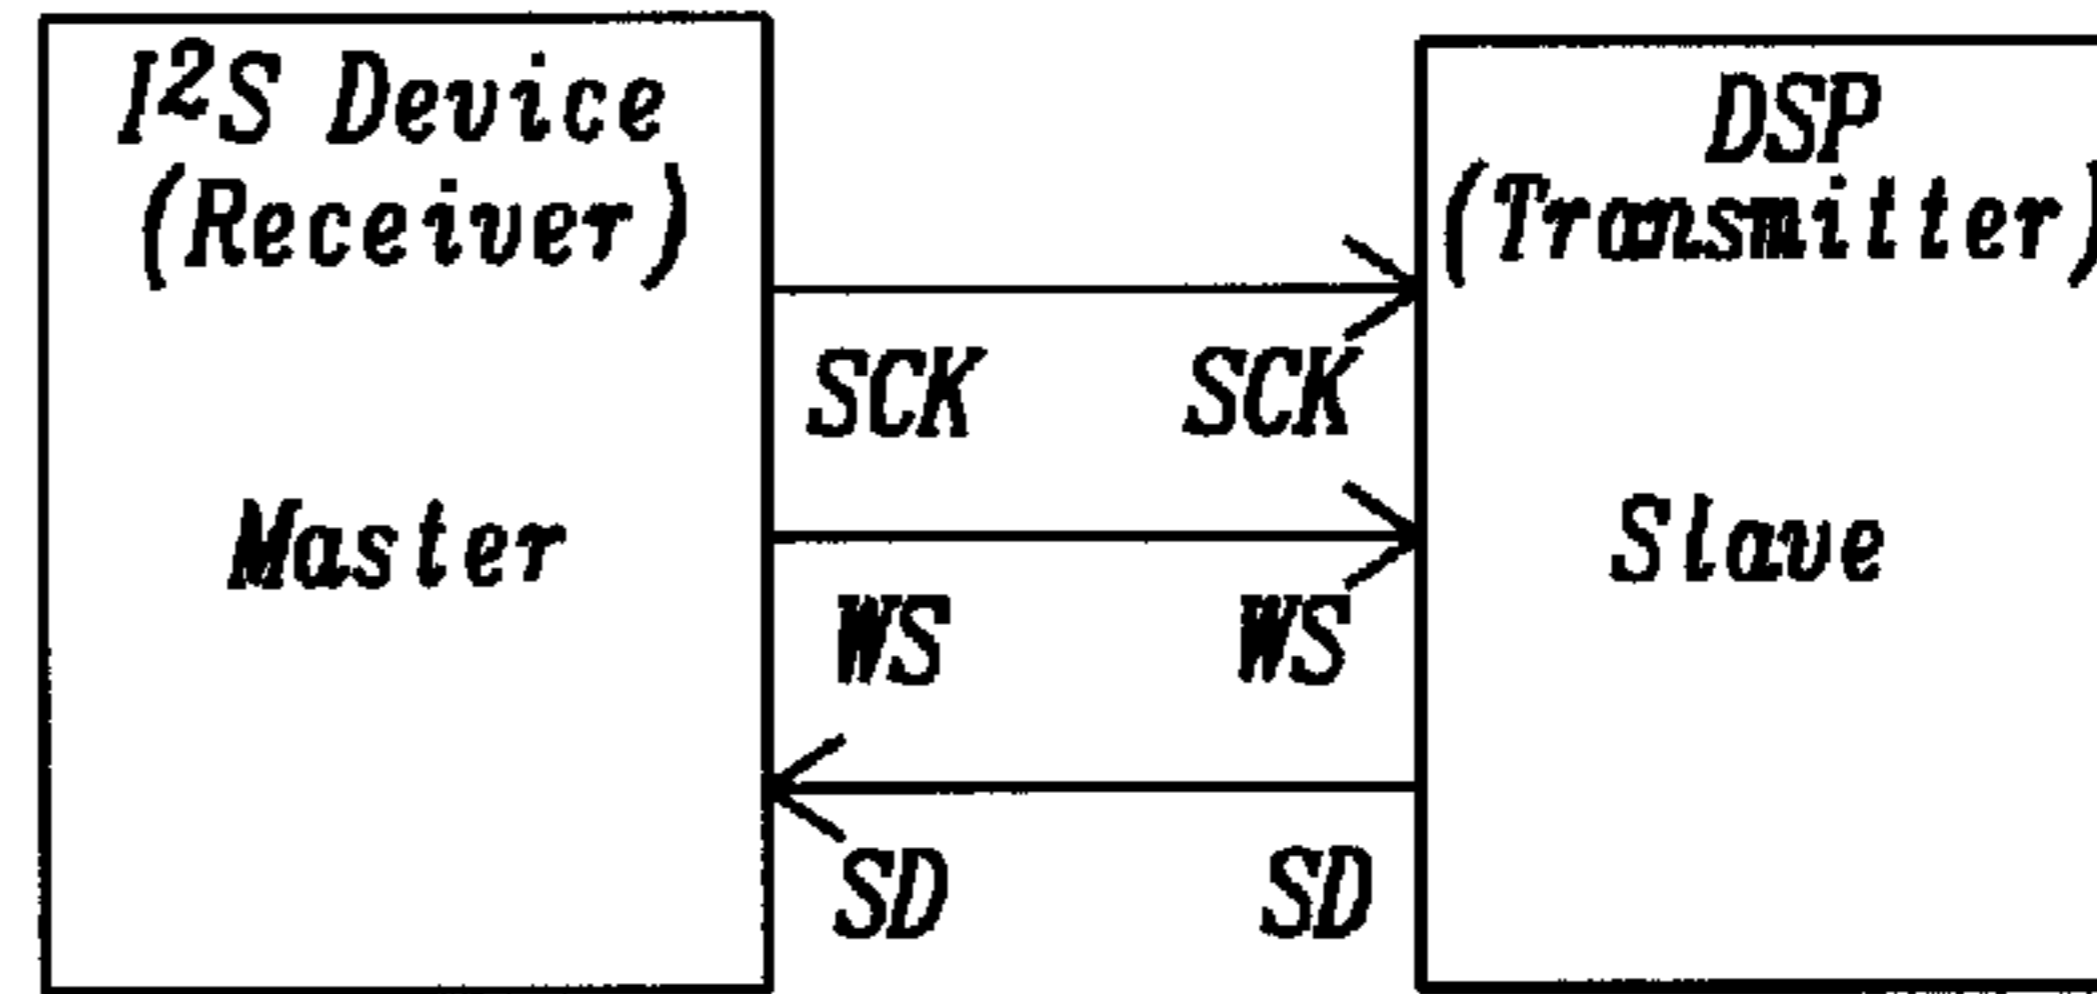 I²S Device
(Receiver)
Master
SCK
SCK
WS
WS
SD
SD
DSP
(Transmitter)
Slave